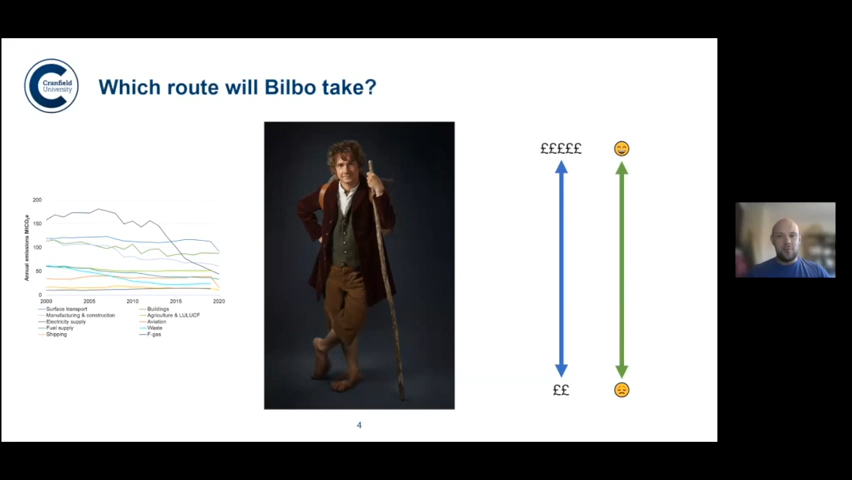 Cranfield
University
Which route will Bilbo take?
£££££
200
150
100
50
0
Annual emissions MtCO₂e
2000
2005
2010
2015
2020
Surface transport
Buildings
Manufacturing & construction
Agriculture & LULUCF
Electricity supply
Aviation
Fuel supply
Waste
Shipping
F-gas
££
4